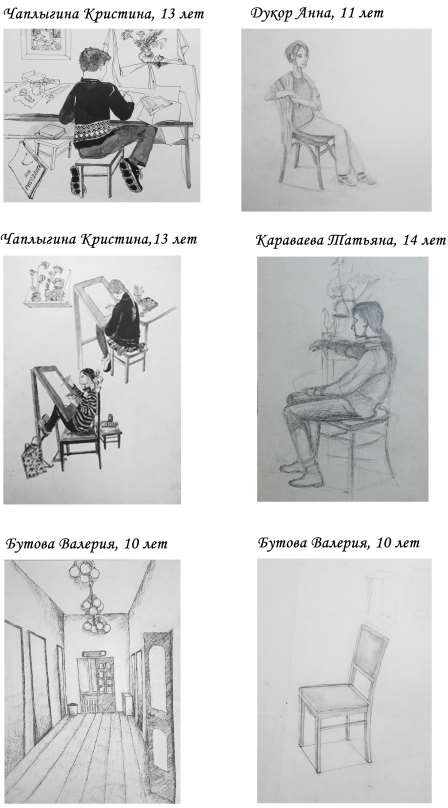 Чаплыгина Кристина, 13 лет
Дукор Анна, 11 лет
Чаплыгина Кристина,13 лет
Караваева Татьяна, 14 лет
Бутова Валерия, 10 лет
Бутова Валерия, 10 лет